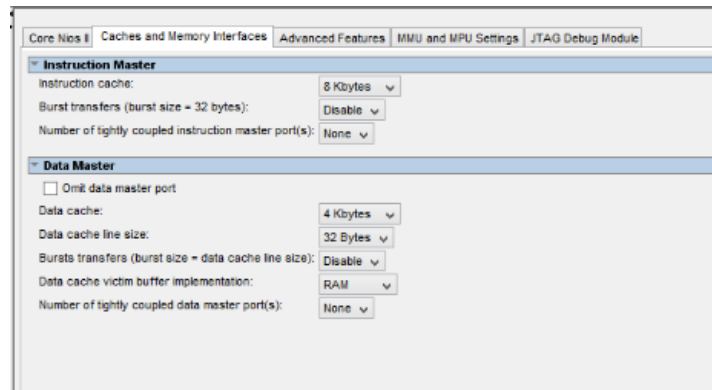 Core Nios II Caches and Memory Interfaces Advanced Features MMU and MPU Settings JTAG Debug Module
Instruction Master
Instruction cache: 8 Kbytes
Burst transfers (burst size = 32 bytes): Disable
Number of tightly coupled instruction master port(s): None
Data Master
Omit data master port
Data cache: 4 Kbytes
Data cache line size: 32 Bytes
Bursts transfers (burst size = data cache line size): Disable
Data cache victim buffer implementation: RAM
Number of tightly coupled data master port(s): None